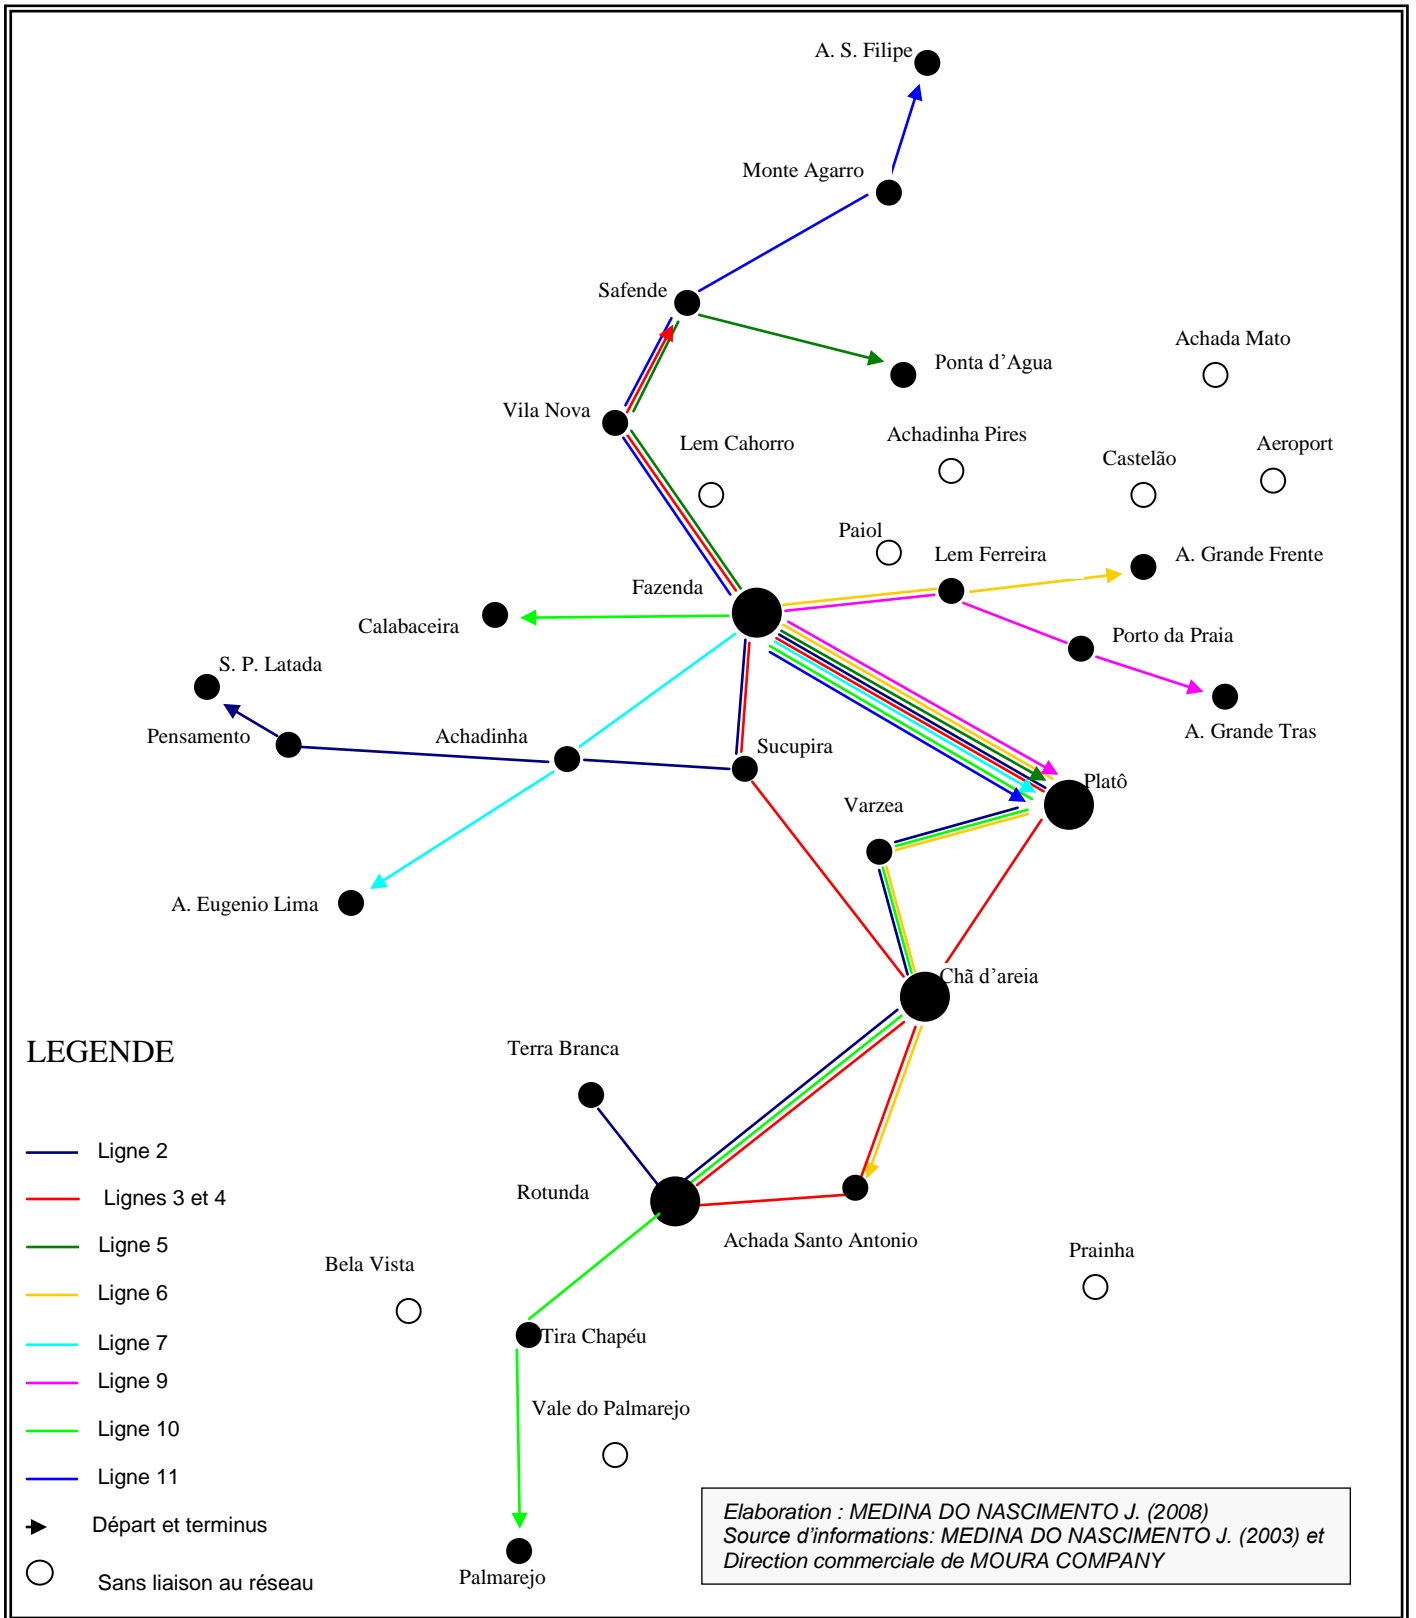 A. S. Filipe
Monte Agarro
Safende
Achada Mato
Ponta d’Agua
Vila Nova
Lem Cahorro
Achadinha Pires
Castelão
Aeroport
Paiol
Lem Ferreira
A. Grande Frente
Fazenda
Calabaceira
Porto da Praia
S. P. Latada
A. Grande Tras
Pensamento
Achadinha
Sucupira
Platô
Varzea
A. Eugenio Lima
Chã d’areia
Terra Branca
Rotunda
Achada Santo Antonio
Prainha
Bela Vista
Tira Chapéu
Vale do Palmarejo
Palmarejo
LEGENDE
Ligne 2
Lignes 3 et 4
Ligne 5
Ligne 6
Ligne 7
Ligne 9
Ligne 10
Ligne 11
Départ et terminus
Sans liaison au réseau
Elaboration : MEDINA DO NASCIMENTO J. (2008)
Source d’informations: MEDINA DO NASCIMENTO J. (2003) et
Direction commerciale de MOURA COMPANY